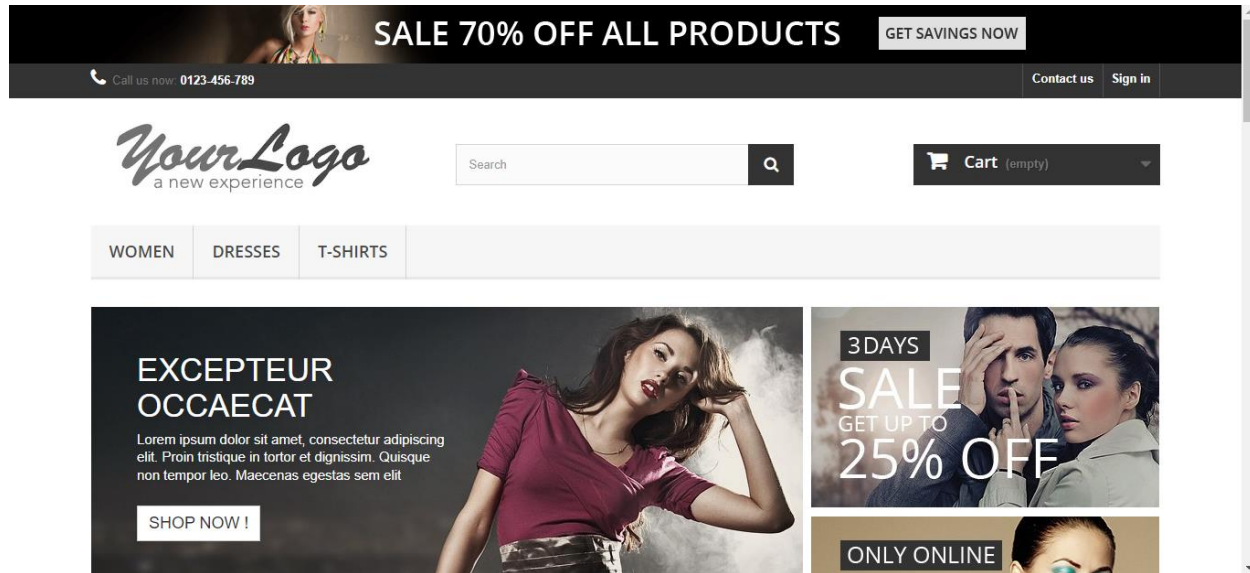 SALE 70% OFF ALL PRODUCTS GET SAVINGS NOW
Call us now: 0123-456-789 Contact us Sign in
YourLogo
a new experience
Search
Cart (empty)
WOMEN DRESSES T-SHIRTS
EXCEPTEUR
OCCAECAT
Lorem ipsum dolor sit amet, consectetur adipiscing
elit. Proin tristique in tortor et dignissim. Quisque
non tempor leo. Maecenas egestas sem elit
SHOP NOW !
3 DAYS
SALE
GET UP TO
25% OFF
ONLY ONLINE